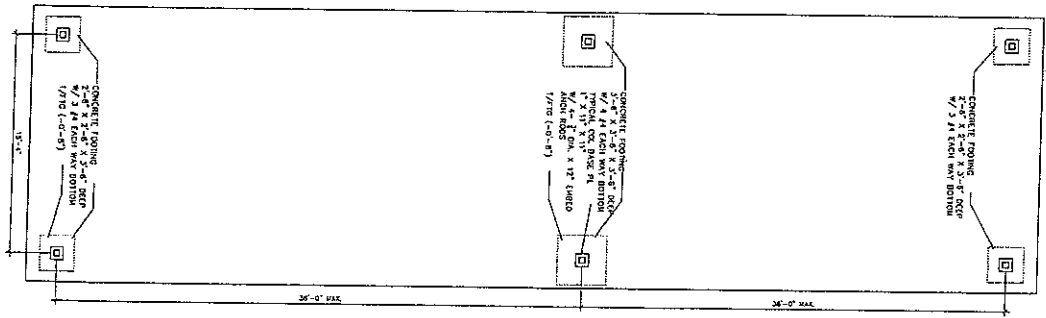 CONCRETE FOOTING
2'-6" X 2'-6" X 3'-6" DEEP
W/ 3 #4 EACH WAY BOTTOM
T/FTG (-0'-8")
CONCRETE FOOTING
3'-6" X 3'-6" X 3'-6" DEEP
W/ 4 #4 EACH WAY BOTTOM
TYPICAL COL BASE PL
1" X 11" X 11"
W/ 4- DIA. X 12" EMBED
ANCH RODS
T/FTG (-0'-8")
CONCRETE FOOTING
2'-6" X 2'-6" X 3'-6" DEEP
W/ 3 #4 EACH WAY BOTTOM
15'-4"
36'-0" MAX
36'-0" MAX